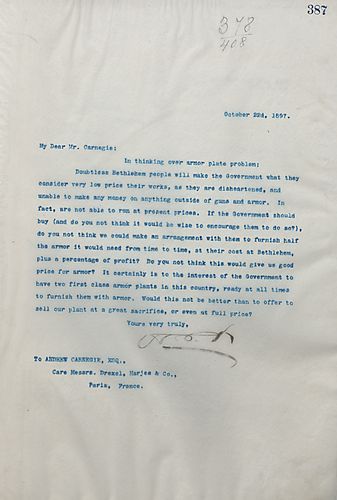 387
378
408
October 22d, 1897.
My Dear Mr. Carnegie:
In thinking over armor plate problem:
Doubtless Bethlehem people will make the Government what they
consider very low price their works, as they are disheartened, and
unable to make any money on anything outside of guns and armor. In
fact, are not able to run at present prices. If the Government should
buy (and do you not think it would be wise to encourage them to do so?),
do you not think we could make an arrangement with them to furnish half
the armor it would need from time to time, at their cost at Bethlehem,
plus a percentage of profit? Do you not think this would give us good
price for armor? It certainly is to the interest of the Government to
have two first class armor plants in this country, ready at all times
to furnish them with armor. Would this not be better than to offer to
sell our plant at a great sacrifice, or even at full price?
Yours very truly,
To ANDREW CARNEGIE, ESQ.,
Care Messrs. Drexel, Harjes & Co.,
Paris, France.